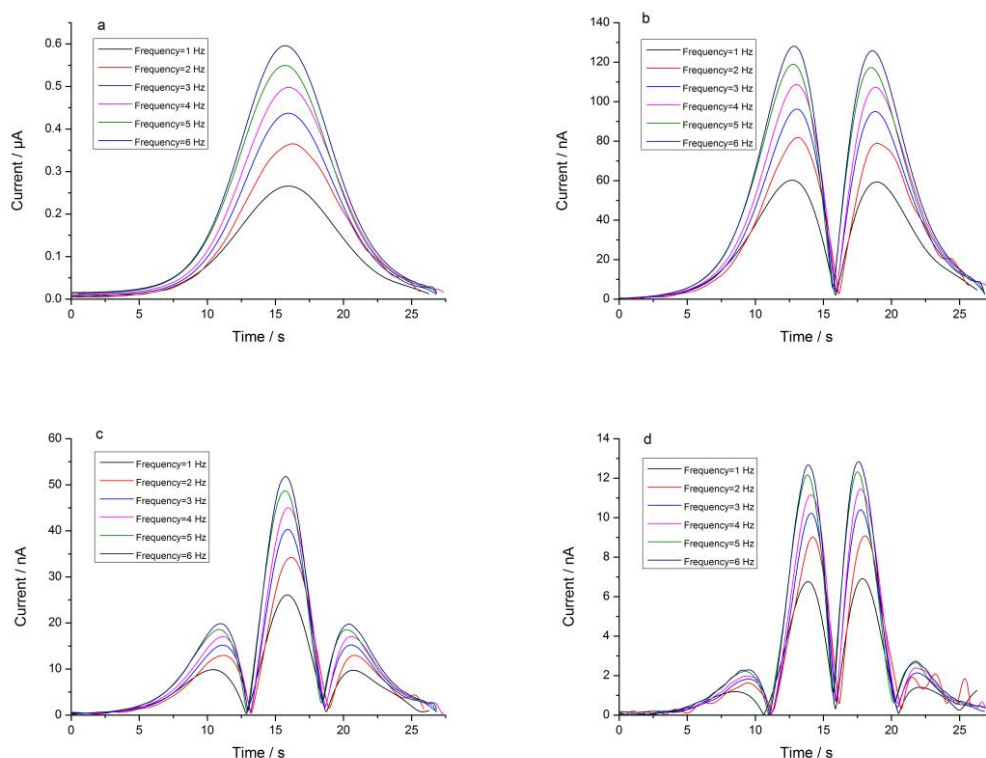 a
Frequency=1 Hz
Frequency=2 Hz
Frequency=3 Hz
Frequency=4 Hz
Frequency=5 Hz
Frequency=6 Hz
0.6
0.5
0.4
0.3
0.2
0.1
0.0
Current / µA
0 5 10 15 20 25
Time / s
b
Frequency=1 Hz
Frequency=2 Hz
Frequency=3 Hz
Frequency=4 Hz
Frequency=5 Hz
Frequency=6 Hz
140
120
100
80
60
40
20
0
Current / nA
0 5 10 15 20 25
Time / s
c
Frequency=1 Hz
Frequency=2 Hz
Frequency=3 Hz
Frequency=4 Hz
Frequency=5 Hz
Frequency=6 Hz
60
50
40
30
20
10
0
Current / nA
0 5 10 15 20 25
Time / s
d
Frequency=1 Hz
Frequency=2 Hz
Frequency=3 Hz
Frequency=4 Hz
Frequency=5 Hz
Frequency=6 Hz
14
12
10
8
6
4
2
0
Current / nA
0 5 10 15 20 25
Time / s